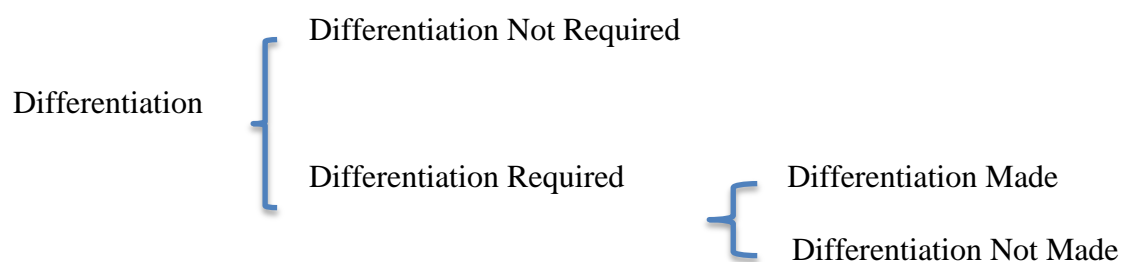 Differentiation Not Required
Differentiation
Differentiation Required
Differentiation Made
Differentiation Not Made